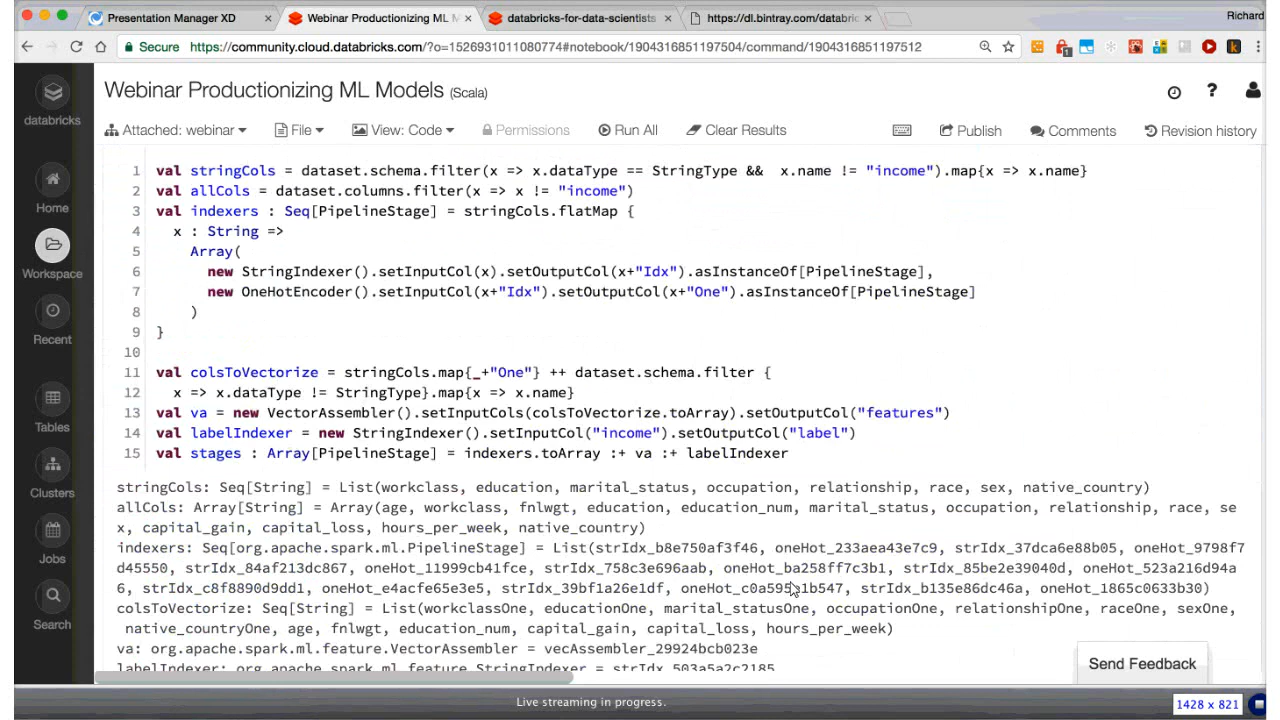 Presentation Manager XD
Webinar Productionizing ML M
databricks-for-data-scientists
https://dl.bintray.com/databric
Richard
Secure https://community.cloud.databricks.com/?o=1526931011080774#notebook/1904316851197504/command/1904316851197512
databricks
Home
Workspace
Recent
Tables
Clusters
Jobs
Search
Webinar Productionizing ML Models (Scala)
Attached: webinar File View: Code Permissions Run All Clear Results Publish Comments Revision history
1 val stringCols = dataset.schema.filter(x => x.dataType == StringType && x.name != "income").map{x => x.name}
2 val allCols = dataset.columns.filter(x => x != "income")
3 val indexers : Seq[PipelineStage] = stringCols.flatMap {
4 x : String =>
5 Array(
6 new StringIndexer().setInputCol(x).setOutputCol(x+"Idx").asInstanceOf[PipelineStage],
7 new OneHotEncoder().setInputCol(x+"Idx").setOutputCol(x+"One").asInstanceOf[PipelineStage]
8 )
9 }
10
11 val colsToVectorize = stringCols.map{_+"One"} ++ dataset.schema.filter {
12 x => x.dataType != StringType}.map{x => x.name}
13 val va = new VectorAssembler().setInputCols(colsToVectorize.toArray).setOutputCol("features")
14 val labelIndexer = new StringIndexer().setInputCol("income").setOutputCol("label")
15 val stages : Array[PipelineStage] = indexers.toArray :+ va :+ labelIndexer
stringCols: Seq[String] = List(workclass, education, marital_status, occupation, relationship, race, sex, native_country)
allCols: Array[String] = Array(age, workclass, fnlwgt, education, education_num, marital_status, occupation, relationship, race, se
x, capital_gain, capital_loss, hours_per_week, native_country)
indexers: Seq[org.apache.spark.ml.PipelineStage] = List(strIdx_b8e750af3f46, oneHot_233aea43e7c9, strIdx_37dca6e88b05, oneHot_9798f7
d45550, strIdx_84af213dc867, oneHot_11999cb41fce, strIdx_758c3e696aab, oneHot_ba258ff7c3b1, strIdx_85be2e39040d, oneHot_523a216d94a
6, strIdx_c8f8890d9dd1, oneHot_e4acfe65e3e5, strIdx_39bf1a26e1df, oneHot_c0a595a1b547, strIdx_b135e86dc46a, oneHot_1865c0633b30)
colsToVectorize: Seq[String] = List(workclassOne, educationOne, marital_statusOne, occupationOne, relationshipOne, raceOne, sexOne,
native_countryOne, age, fnlwgt, education_num, capital_gain, capital_loss, hours_per_week)
va: org.apache.spark.ml.feature.VectorAssembler = vecAssembler_29924bcb023e
labelIndexer: org.apache.spark.ml.feature.StringIndexer = strIdx_503a5a2c2185
Send Feedback
Live streaming in progress.
1428 x 821